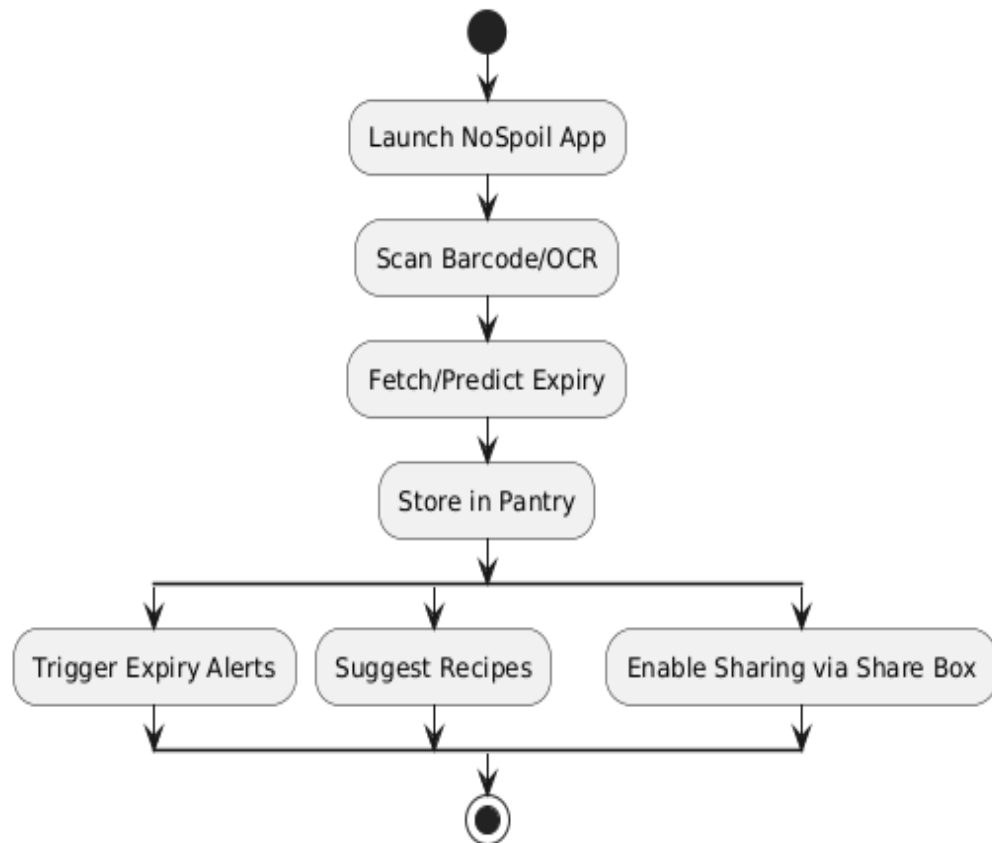 Launch NoSpoil App
Scan Barcode/OCR
Fetch/Predict Expiry
Store in Pantry
Trigger Expiry Alerts
Suggest Recipes
Enable Sharing via Share Box